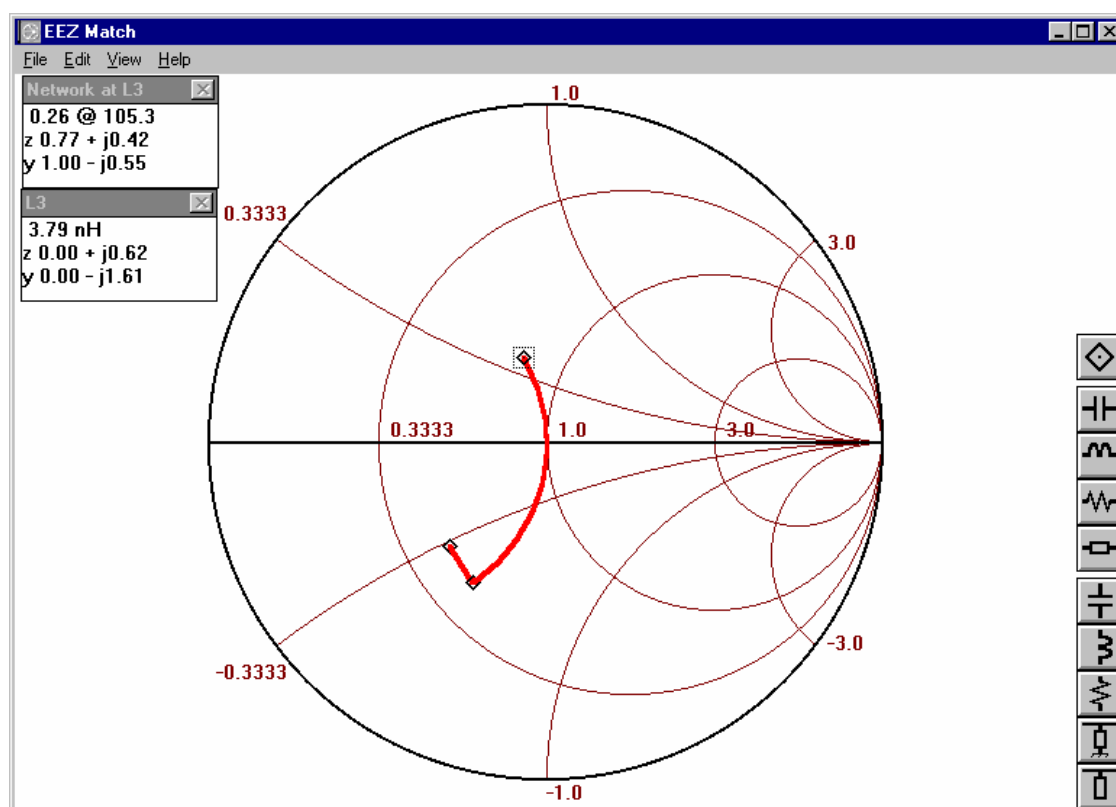 EEZ Match
File Edit View Help
Network at L3
0.26 @ 105.3
z 0.77 + j0.42
y 1.00 - j0.55
L3
3.79 nH
z 0.00 + j0.62
y 0.00 - j1.61
1.0
0.3333
3.0
0.3333
1.0
3.0
-0.3333
-3.0
-1.0